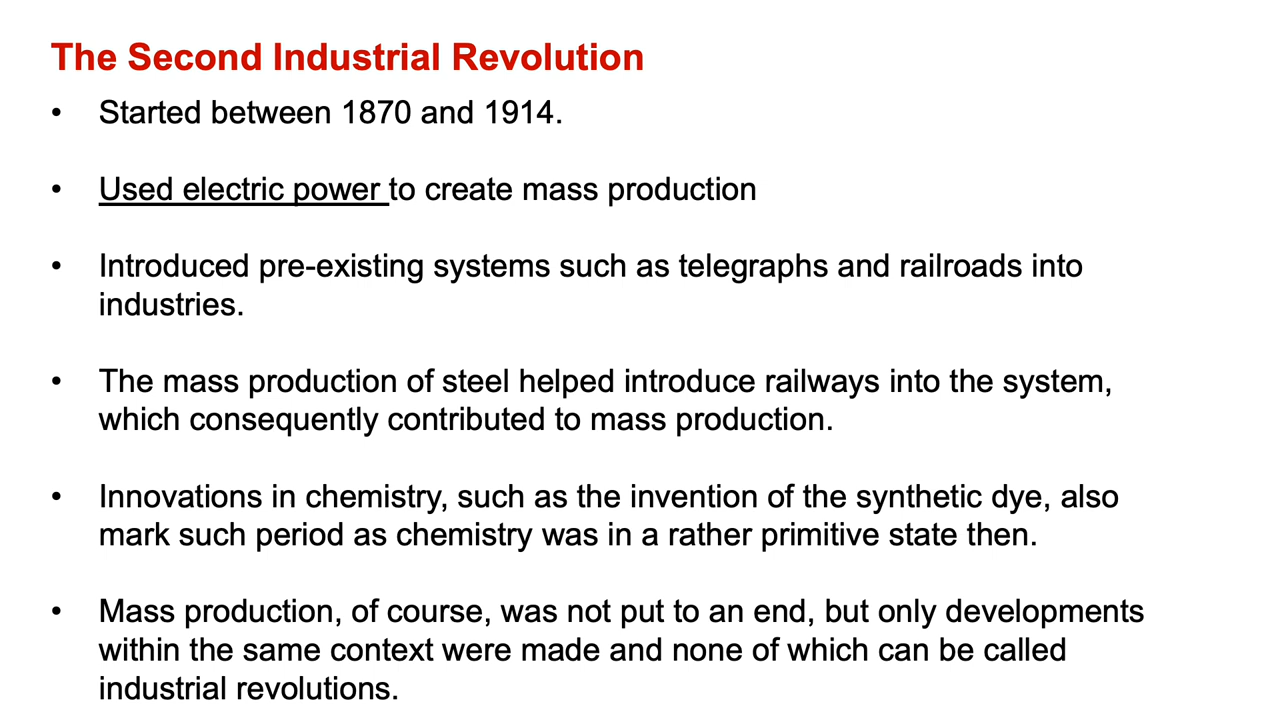 The Second Industrial Revolution
• Started between 1870 and 1914.
• Used electric power to create mass production
• Introduced pre-existing systems such as telegraphs and railroads into
industries.
• The mass production of steel helped introduce railways into the system,
which consequently contributed to mass production.
• Innovations in chemistry, such as the invention of the synthetic dye, also
mark such period as chemistry was in a rather primitive state then.
• Mass production, of course, was not put to an end, but only developments
within the same context were made and none of which can be called
industrial revolutions.